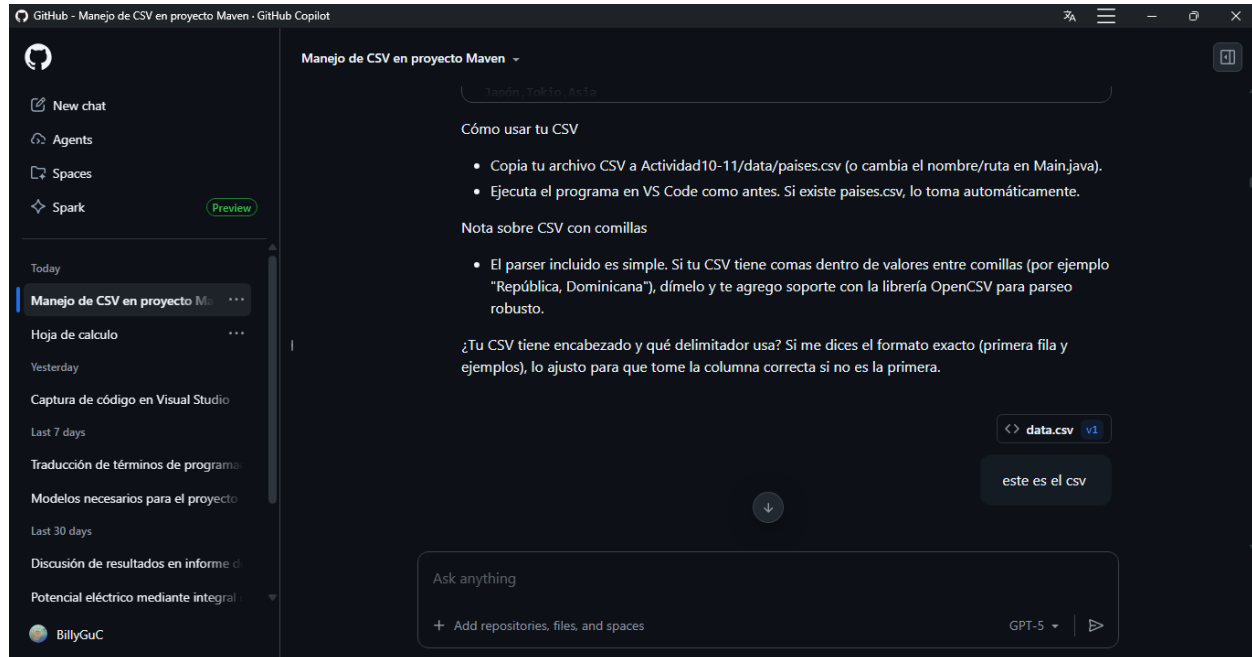 GitHub - Manejo de CSV en proyecto Maven · GitHub Copilot
New chat
Agents
Spaces
Spark
Preview
Today
Manejo de CSV en proyecto Ma
Hoja de calculo
Yesterday
Captura de código en Visual Studio
Last 7 days
Traducción de términos de programa
Modelos necesarios para el proyecto
Last 30 days
Discusión de resultados en informe de
Potencial eléctrico mediante integral
BillyGuC
Manejo de CSV en proyecto Maven
Japón,Tokio,Asia
Cómo usar tu CSV
• Copia tu archivo CSV a Actividad10-11/data/paises.csv (o cambia el nombre/ruta en Main.java).
• Ejecuta el programa en VS Code como antes. Si existe paises.csv, lo toma automáticamente.
Nota sobre CSV con comillas
• El parser incluido es simple. Si tu CSV tiene comas dentro de valores entre comillas (por ejemplo
"República, Dominicana"), dímelo y te agrego soporte con la librería OpenCSV para parseo
robusto.
¿Tu CSV tiene encabezado y qué delimitador usa? Si me dices el formato exacto (primera fila y
ejemplos), lo ajusto para que tome la columna correcta si no es la primera.
<> data.csv v1
este es el csv
Ask anything
+ Add repositories, files, and spaces
GPT-5